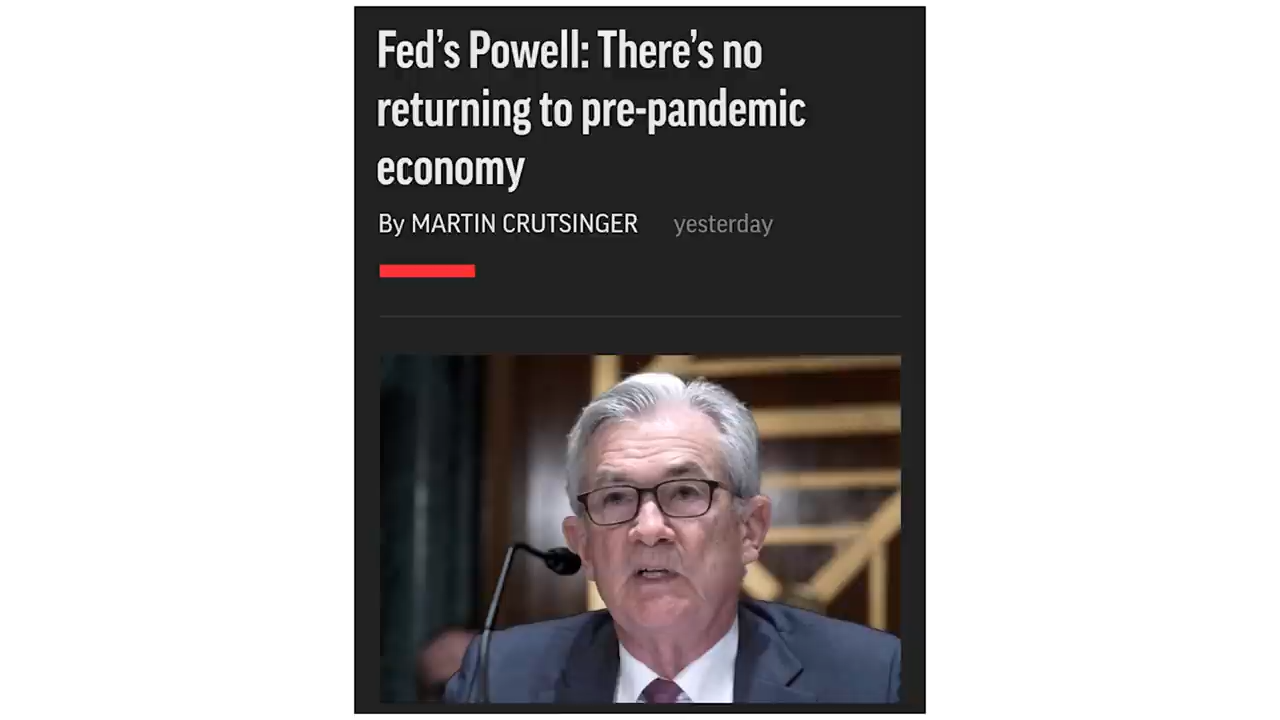 Fed’s Powell: There’s no
returning to pre-pandemic
economy
By MARTIN CRUTSINGER yesterday